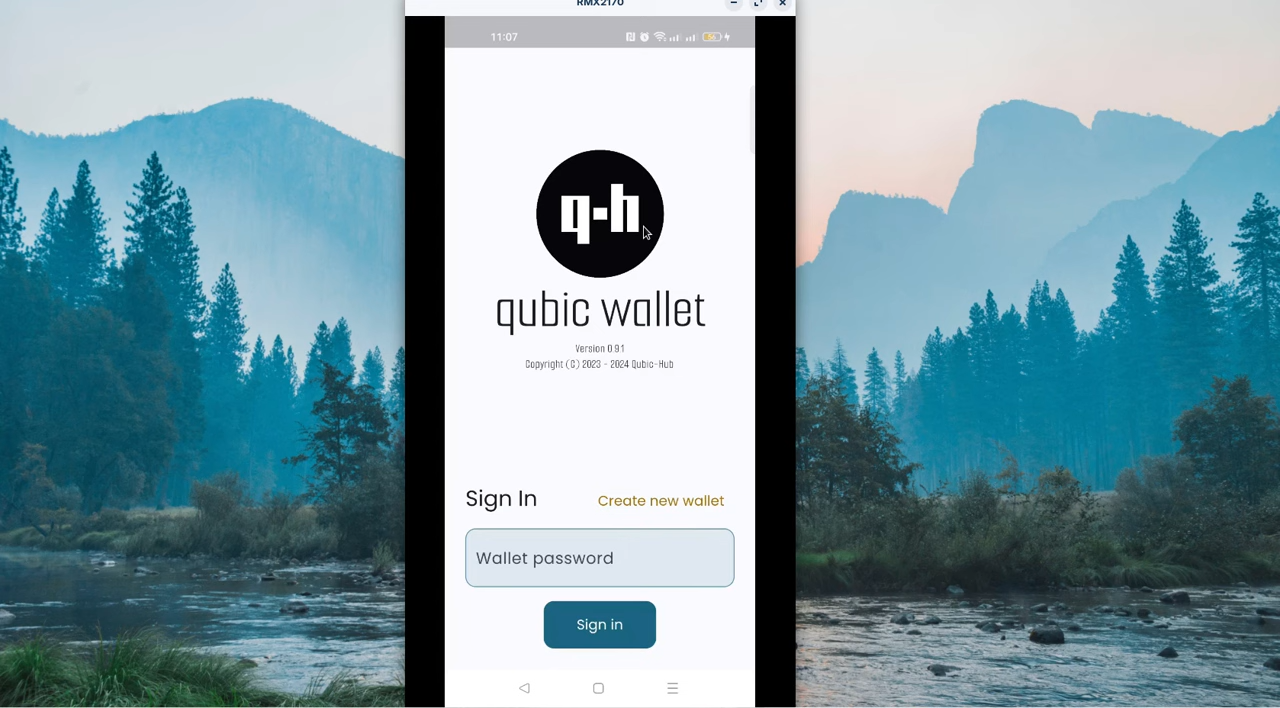 RMX2170
11:07
q-h
qubic wallet
Version 0.9.1
Copyright (C) 2023 - 2024 Qubic-Hub
Sign In
Create new wallet
Wallet password
Sign in